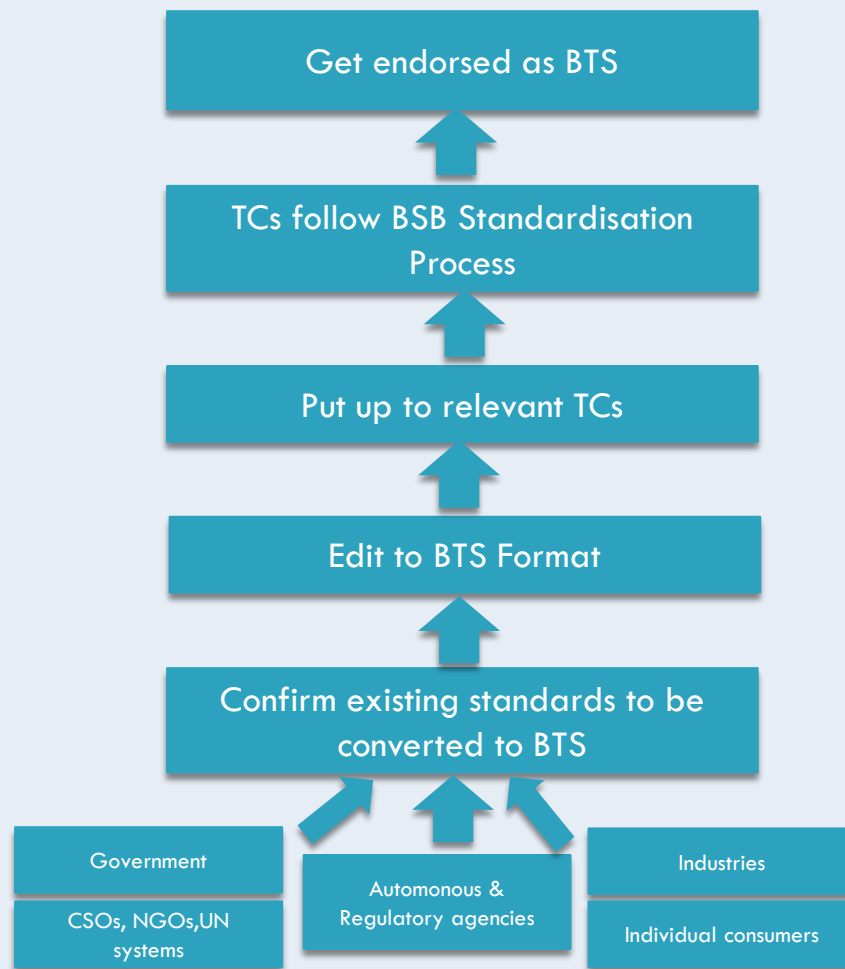 Get endorsed as BTS
TCs follow BSB Standardisation
Process
Put up to relevant TCs
Edit to BTS Format
Confirm existing standards to be
converted to BTS
Government
CSOs, NGOs,UN
systems
Automonous &
Regulatory agencies
Industries
Individual consumers